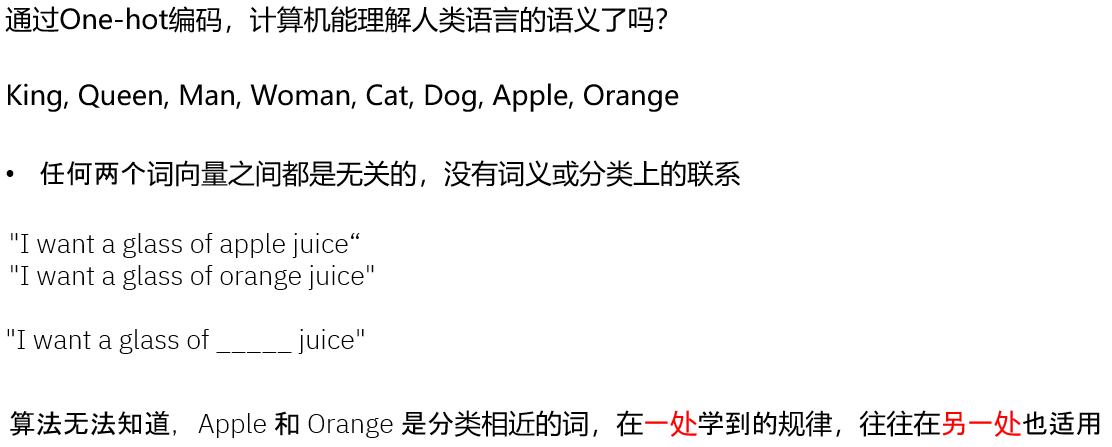 通过One-hot编码，计算机能理解人类语言的语义了吗？
King, Queen, Man, Woman, Cat, Dog, Apple, Orange
• 任何两个词向量之间都是无关的，没有词义或分类上的联系
"I want a glass of apple juice“
"I want a glass of orange juice"
"I want a glass of _____ juice"
算法无法知道，Apple 和 Orange 是分类相近的词，在一处学到的规律，往往在另一处也适用